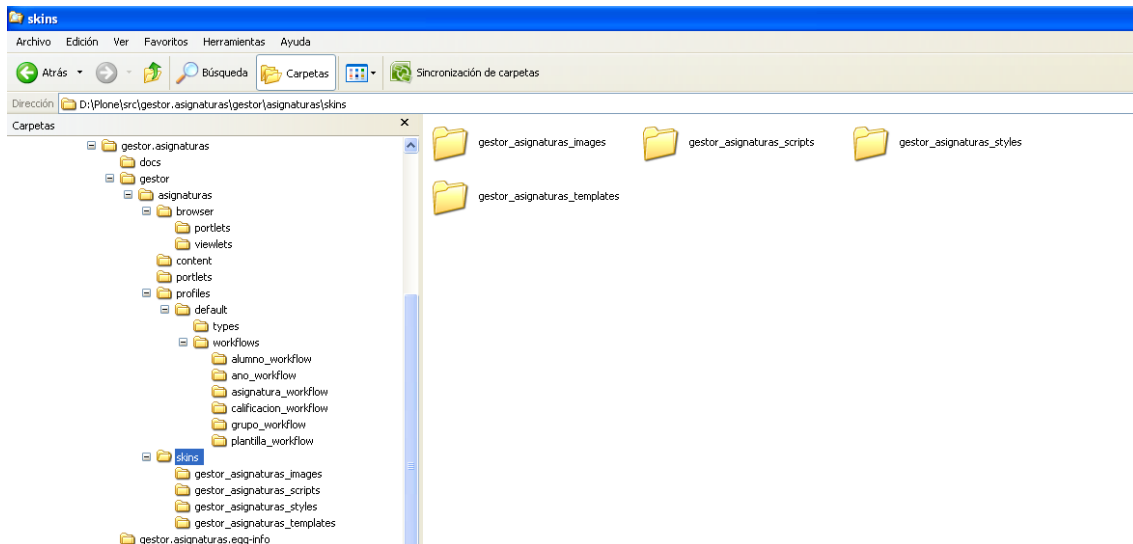 skins
Archivo Edición Ver Favoritos Herramientas Ayuda
Atrás Búsqueda Carpetas Sincronización de carpetas
Dirección D:\Plone\src\gestor.asignaturas\gestor\asignaturas\skins
Carpetas x
gestor.asignaturas
docs
gestor
asignaturas
browser
portlets
viewlets
content
portlets
profiles
default
types
workflows
alumno_workflow
ano_workflow
asignatura_workflow
calificacion_workflow
grupo_workflow
plantilla_workflow
skins
gestor_asignaturas_images
gestor_asignaturas_scripts
gestor_asignaturas_styles
gestor_asignaturas_templates
gestor.asignaturas.egg-info
gestor_asignaturas_images gestor_asignaturas_scripts gestor_asignaturas_styles
gestor_asignaturas_templates